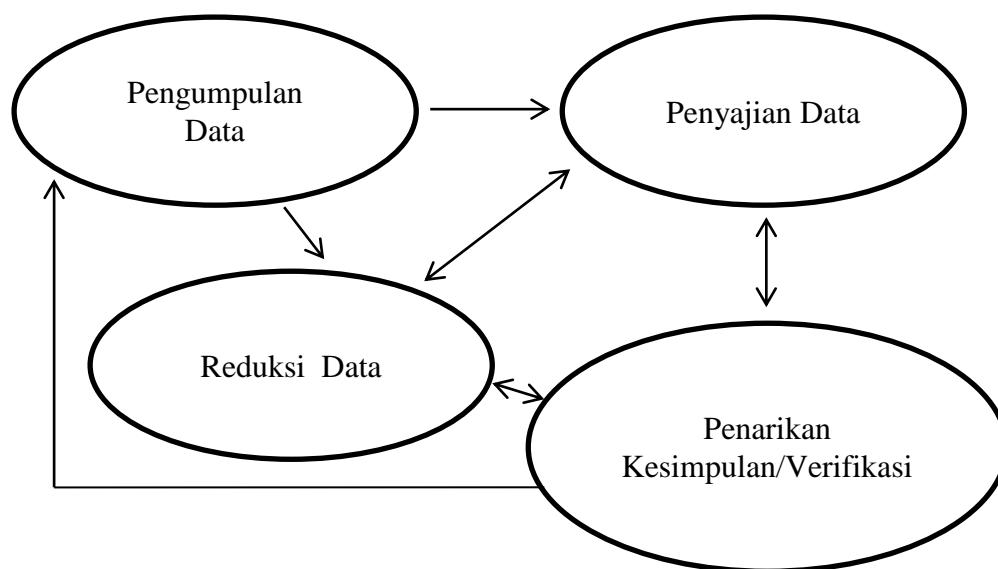 Pengumpulan
Data
Penyajian Data
Reduksi  Data
Penarikan
Kesimpulan/Verifikasi